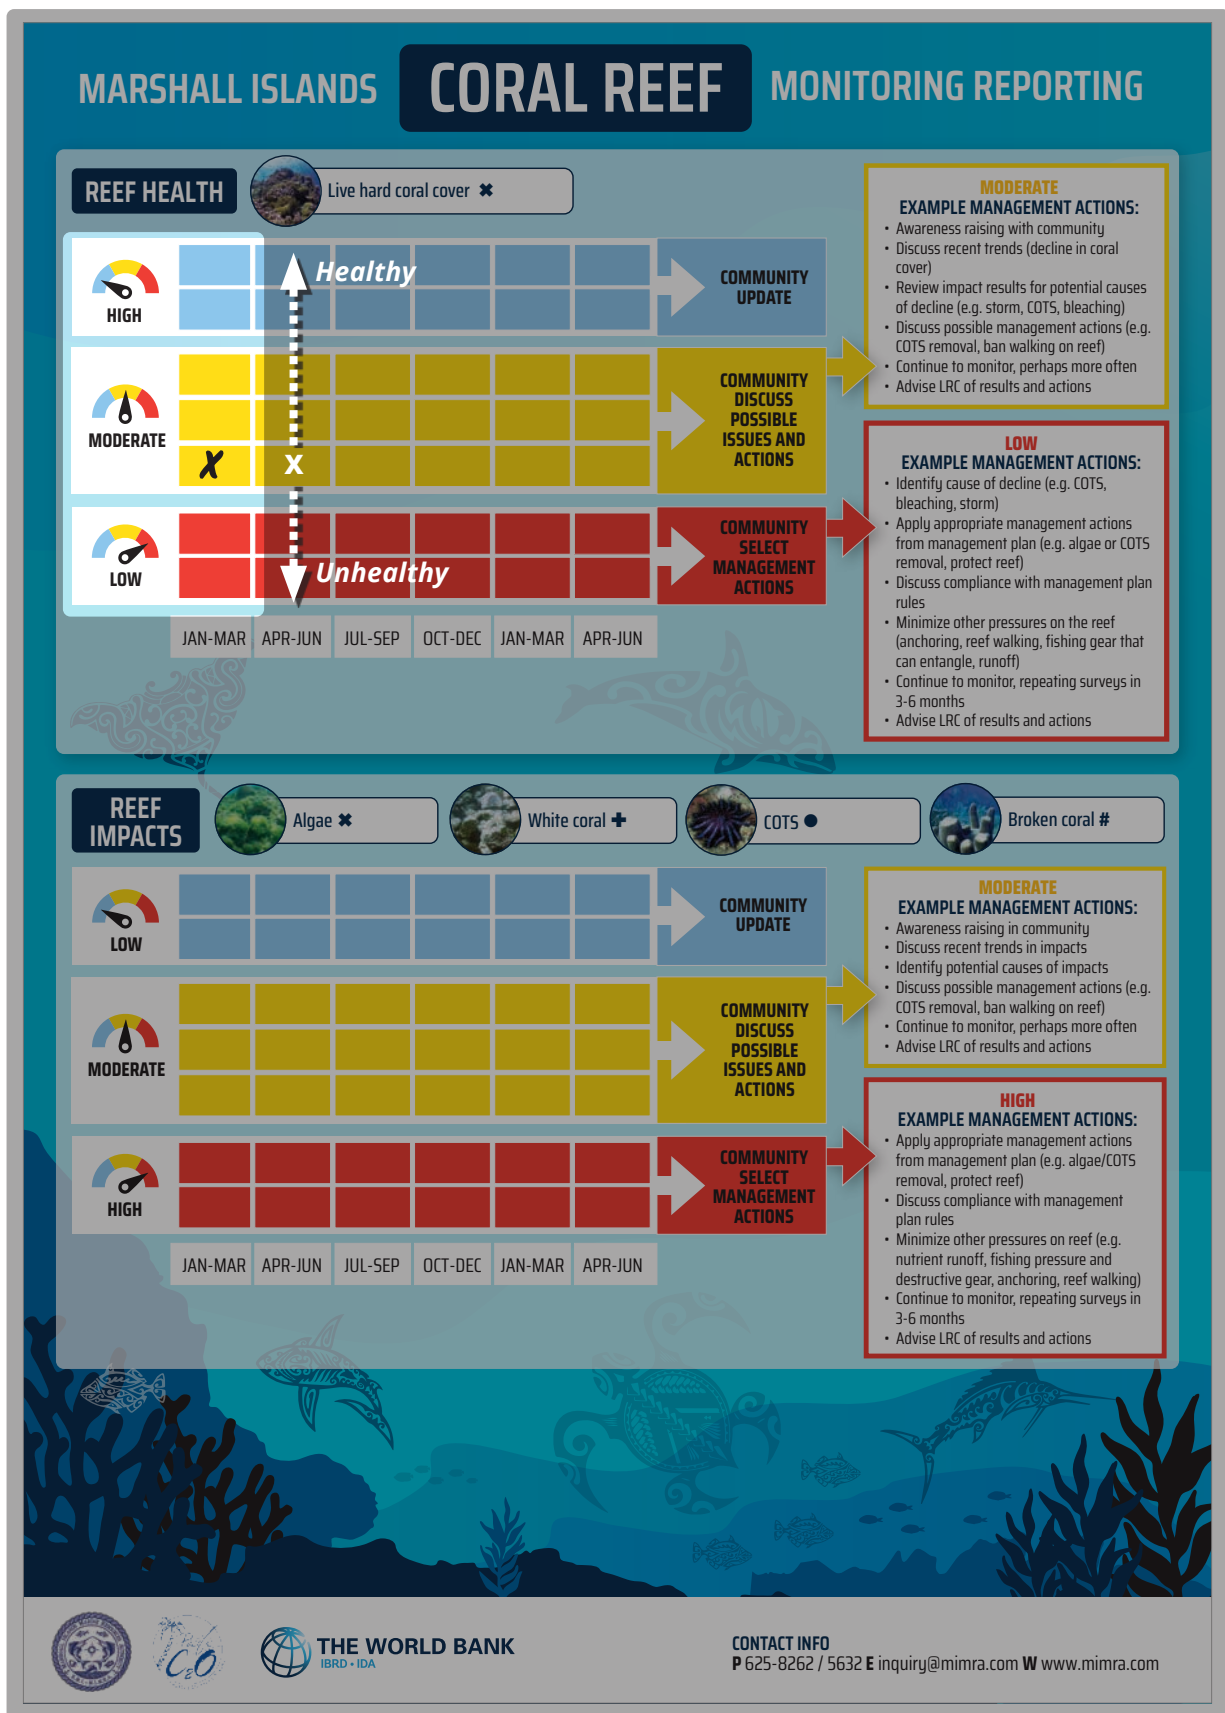 MARSHALL ISLANDS CORAL REEF MONITORING REPORTING
REEF HEALTH
Live hard coral cover ✖
HIGH
MODERATE
LOW
✗
Healthy
x
Unhealthy
COMMUNITY
UPDATE
COMMUNITY
DISCUSS
POSSIBLE
ISSUES AND
ACTIONS
COMMUNITY
SELECT
MANAGEMENT
ACTIONS
JAN-MAR APR-JUN JUL-SEP OCT-DEC JAN-MAR APR-JUN
MODERATE
EXAMPLE MANAGEMENT ACTIONS:
• Awareness raising with community
• Discuss recent trends (decline in coral
cover)
• Review impact results for potential causes
of decline (e.g. storm, COTS, bleaching)
• Discuss possible management actions (e.g.
COTS removal, ban walking on reef)
• Continue to monitor, perhaps more often
• Advise LRC of results and actions
LOW
EXAMPLE MANAGEMENT ACTIONS:
• Identify cause of decline (e.g. COTS,
bleaching, storm)
• Apply appropriate management actions
from management plan (e.g. algae or COTS
removal, protect reef)
• Discuss compliance with management plan
rules
• Minimize other pressures on the reef
(anchoring, reef walking, fishing gear that
can entangle, runoff)
• Continue to monitor, repeating surveys in
3-6 months
• Advise LRC of results and actions
REEF
IMPACTS
Algae ✖
White coral ✚
COTS ●
Broken coral #
LOW
MODERATE
HIGH
COMMUNITY
UPDATE
COMMUNITY
DISCUSS
POSSIBLE
ISSUES AND
ACTIONS
COMMUNITY
SELECT
MANAGEMENT
ACTIONS
JAN-MAR APR-JUN JUL-SEP OCT-DEC JAN-MAR APR-JUN
MODERATE
EXAMPLE MANAGEMENT ACTIONS:
• Awareness raising in community
• Discuss recent trends in impacts
• Identify potential causes of impacts
• Discuss possible management actions (e.g.
COTS removal, ban walking on reef)
• Continue to monitor, perhaps more often
• Advise LRC of results and actions
HIGH
EXAMPLE MANAGEMENT ACTIONS:
• Apply appropriate management actions
from management plan (e.g. algae/COTS
removal, protect reef)
• Discuss compliance with management
plan rules
• Minimize other pressures on reef (e.g.
nutrient runoff, fishing pressure and
destructive gear, anchoring, reef walking)
• Continue to monitor, repeating surveys in
3-6 months
• Advise LRC of results and actions
C2O
THE WORLD BANK
IBRD • IDA
CONTACT INFO
P 625-8262 / 5632 E inquiry@mimra.com W www.mimra.com